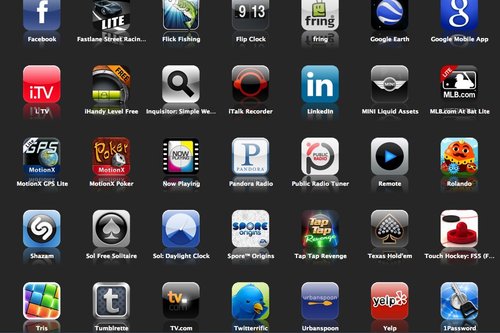 f
LITE
9 13
fring
g
Facebook
Fastlane Street Racin...
Flick Fishing
Flip Clock
fring
Google Earth
Google Mobile App
i.TV
FREE
in
MINI
LITE
MLB.com
i.TV
iHandy Level Free
Inquisitor: Simple We...
iTalk Recorder
LinkedIn
MINI Liquid Assets
MLB.com At Bat Lite
GPS
MotionX
Poker
MotionX
NOW PLAYING
P
PANDORA
PUBLIC RADIO
MotionX GPS Lite
MotionX Poker
Now Playing
Pandora Radio
Public Radio Tuner
Remote
Rolando
SPORE
origins
EA
Tap
Tap
Revenge
Shazam
Sol Free Solitaire
Sol: Daylight Clock
Spore™ Origins
Tap Tap Revenge
Texas Hold'em
Touch Hockey: FS5 (F...
t
tv.com
urbanspoon
yelp
Tris
Tumblrette
TV.com
Twitterrific
Urbanspoon
Yelp
1Password